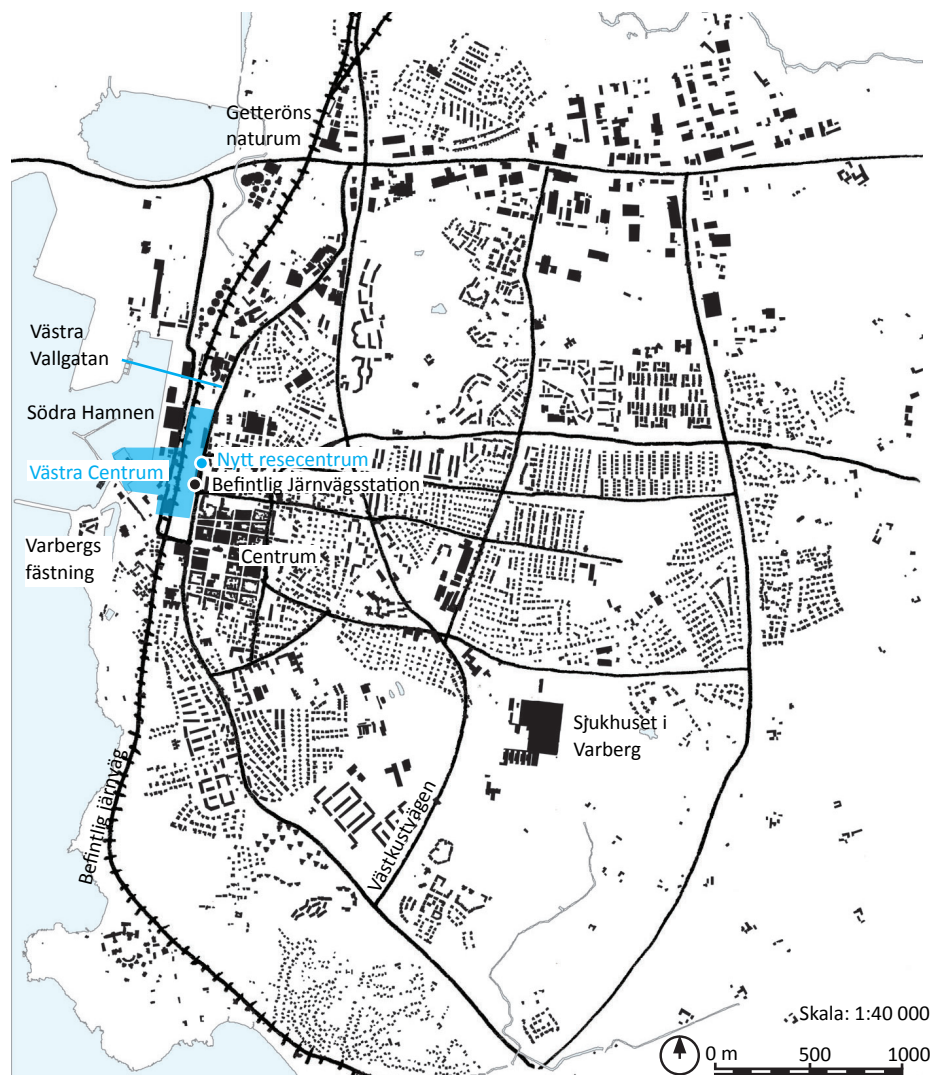 Getteröns
naturum
Västra
Vallgatan
Södra Hamnen
Västra Centrum
Nytt resecentrum
Befintlig Järnvägsstation
Varbergs
fästning
Centrum
Sjukhuset i
Varberg
Befintlig järnväg
Västkustvägen
Skala: 1:40 000
0 m 500 1000